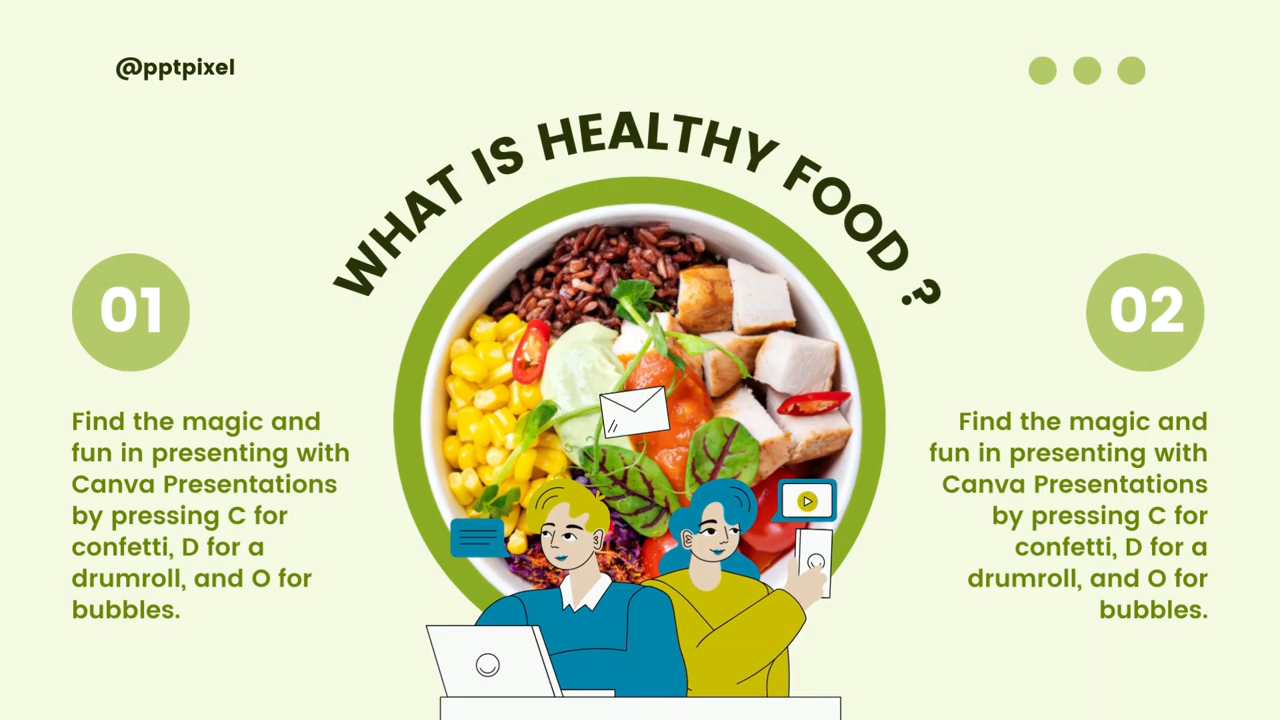 @pptpixel
WHAT IS HEALTHY FOOD ?
01
Find the magic and
fun in presenting with
Canva Presentations
by pressing C for
confetti, D for a
drumroll, and O for
bubbles.
02
Find the magic and
fun in presenting with
Canva Presentations
by pressing C for
confetti, D for a
drumroll, and O for
bubbles.